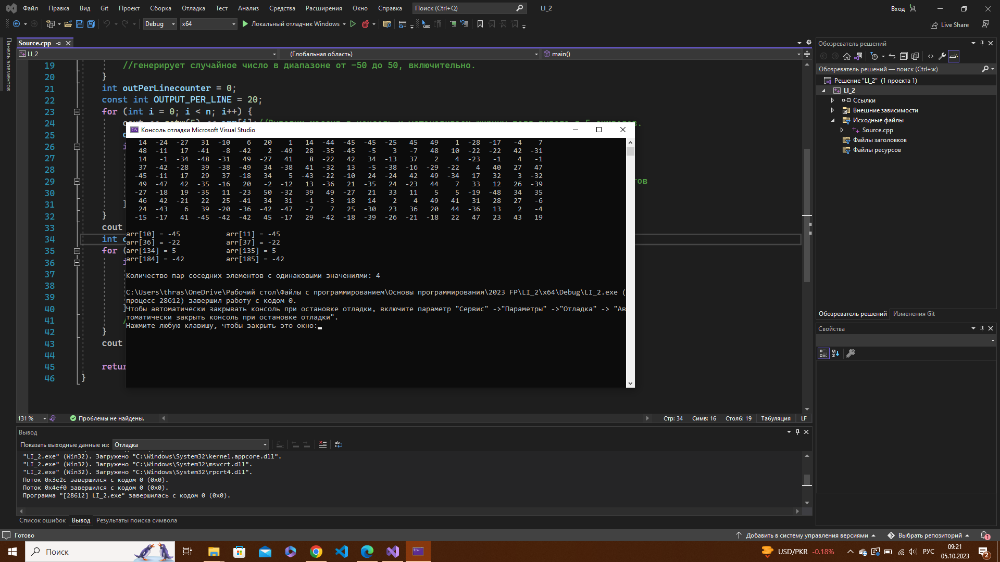 Файл Правка Вид Git Проект Сборка Отладка Тест Анализ Средства Расширения Окно Справка Поиск (Ctrl+Q) LI_2 Вход
Debug x64 Локальный отладчик Windows Live Share
Панель элементов
Source.cpp
LI_2 (Глобальная область) main()
19 //генерирует случайное число в диапазоне от -50 до 50, включительно.
20 }
21 int outPerLinecounter = 0;
22 const int OUTPUT_PER_LINE = 20;
23 for (int i = 0; i < n; i++) {
24
25
26
27
28
29
30
31 }
32 }
33 cout
34 int
35 for (
36
37
38
39
40
41
42 }
43 cout
44
45 retur
46 }
Консоль отладки Microsoft Visual Studio
14 -24 -27 31 -10 6 20 1 14 -44 -45 -45 -25 45 49 1 -28 -17 -4 7
48 -11 17 -41 -8 -42 2 -49 28 -35 -45 -5 3 -7 48 10 -22 -22 42 -31
14 -1 -34 -48 -31 49 -27 41 8 -22 42 34 -13 37 2 4 -23 -1 4 -1
37 -42 -28 39 -38 -49 34 -38 41 -32 13 -5 -38 -16 -29 -22 4 40 27 47
-45 -11 17 29 37 -18 34 5 -43 -22 -10 24 -24 42 49 -34 17 32 3 -32
49 -47 42 -35 -16 20 -2 -12 13 -36 21 -35 24 -23 44 7 33 12 26 -39
-27 -18 19 -35 11 -23 50 -32 39 49 -27 21 33 11 5 5 -19 -48 34 35
46 42 -21 22 25 -41 34 31 -1 -3 18 14 2 4 49 41 31 28 27 -6
24 -43 6 39 -20 -36 -42 -47 -7 7 25 -30 23 36 20 44 -36 13 2 -4
-15 -17 41 -45 -42 -42 45 -17 29 -42 -18 -39 -26 -21 -18 22 47 23 43 19
arr[10] = -45 arr[11] = -45
arr[36] = -22 arr[37] = -22
arr[134] = 5 arr[135] = 5
arr[184] = -42 arr[185] = -42
Количество пар соседних элементов с одинаковыми значениями: 4
C:\Users\thras\OneDrive\Рабочий стол\Файлы с программированием\Основы программирования\2023 FP\LI_2\x64\Debug\LI_2.exe (
процесс 28612) завершил работу с кодом 0.
Чтобы автоматически закрывать консоль при остановке отладки, включите параметр "Сервис" ->"Параметры" ->"Отладка" -> "Ав
томатически закрыть консоль при остановке отладки".
Нажмите любую клавишу, чтобы закрыть это окно:
131 % Проблемы не найдены. Стр: 34 Симв: 16 Столб: 19 Табуляция LF
Вывод
Показать выходные данные из: Отладка
"LI_2.exe" (Win32). Загружено "C:\Windows\System32\kernel.appcore.dll".
"LI_2.exe" (Win32). Загружено "C:\Windows\System32\msvcrt.dll".
"LI_2.exe" (Win32). Загружено "C:\Windows\System32\rpcrt4.dll".
Поток 0x3e2c завершился с кодом 0 (0x0).
Поток 0x4ef0 завершился с кодом 0 (0x0).
Программа "[28612] LI_2.exe" завершилась с кодом 0 (0x0).
Список ошибок Вывод Результаты поиска символа
Обозреватель решений
Обозреватель решений — поиск (Ctrl+ж)
Решение "LI_2" (1 проекта 1)
LI_2
Ссылки
Внешние зависимости
Исходные файлы
Source.cpp
Файлы заголовков
Файлы ресурсов
Обозреватель решений Изменения Git
Свойства
Готово Добавить в систему управления версиями Выбрать репозиторий 1
Поиск USD/PKR -0.18% РУС 09:21
05.10.2023 2